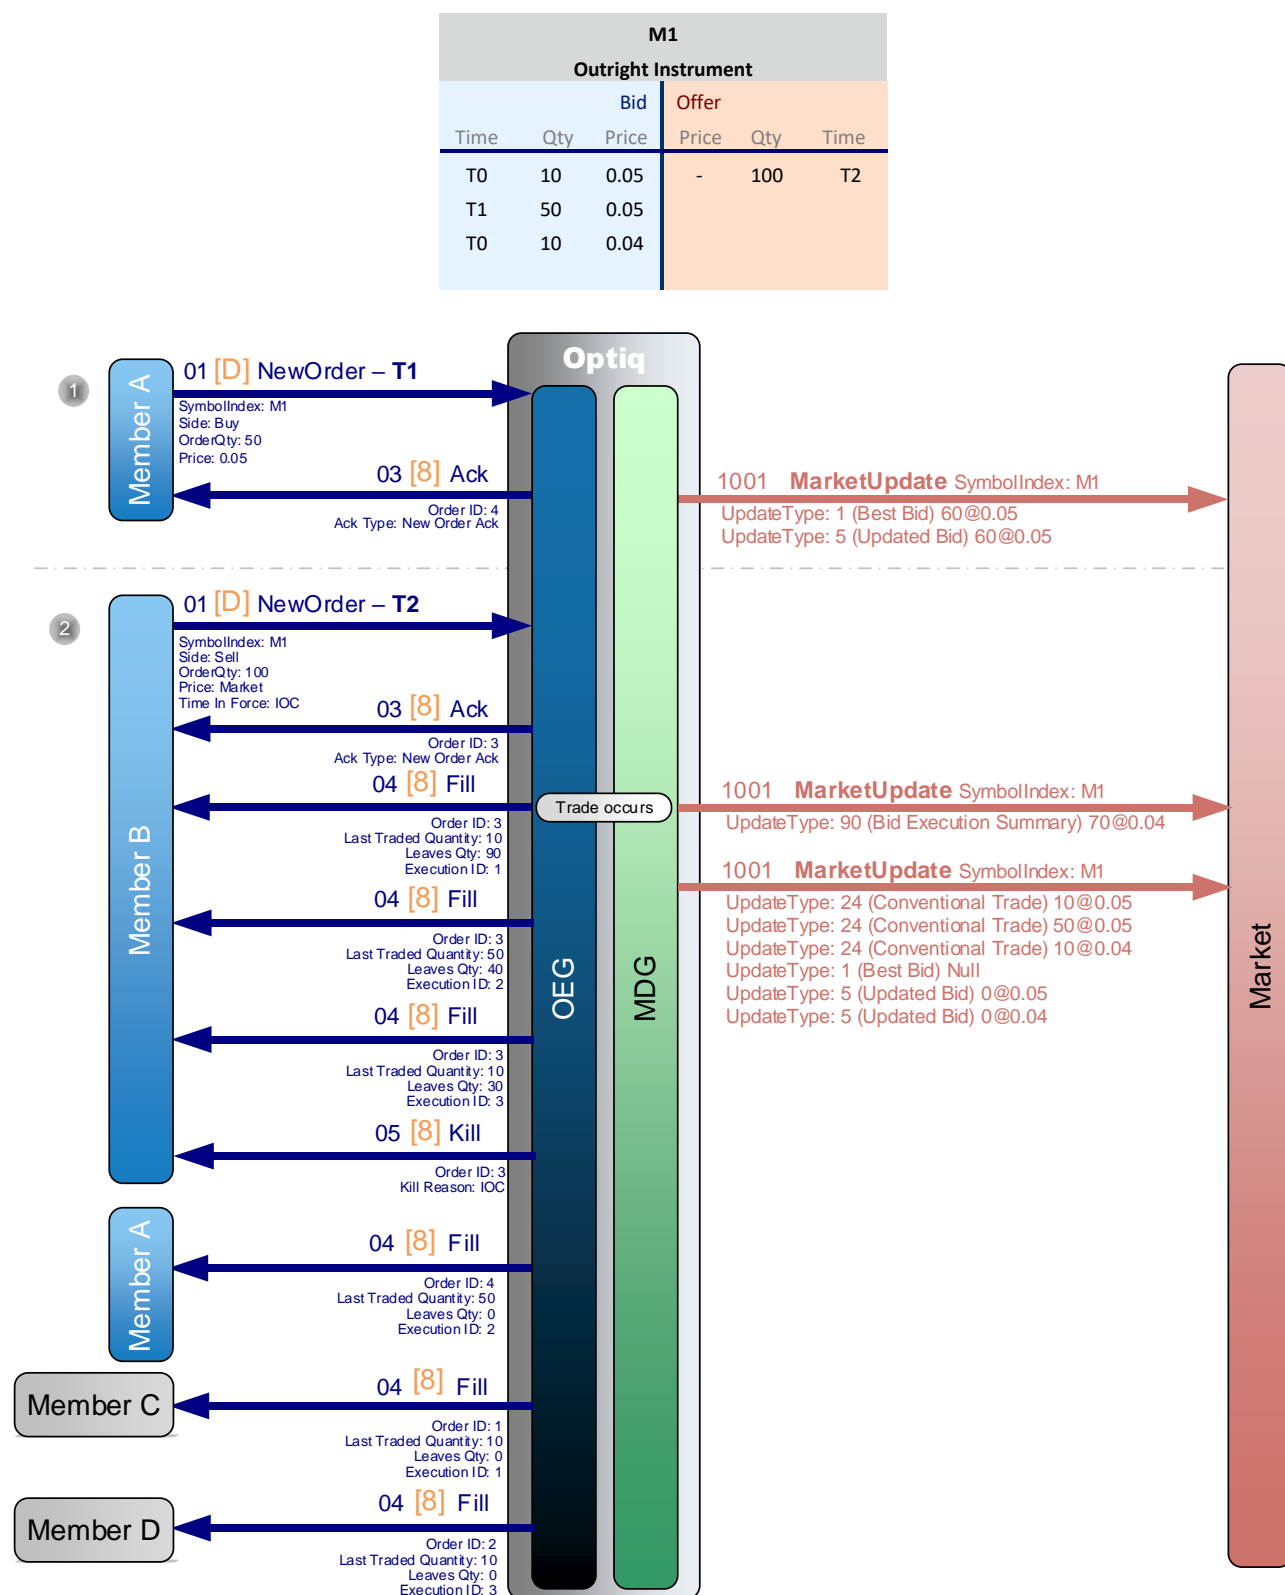 M1
Outright Instrument
Bid Offer
Time Qty Price Price Qty Time
T0 10 0.05 - 100 T2
T1 50 0.05
T0 10 0.04
Optiq
1
Member A
01 [D] NewOrder – T1
SymbolIndex: M1
Side: Buy
OrderQty: 50
Price: 0.05
03 [8] Ack
Order ID: 4
Ack Type: New Order Ack
1001 MarketUpdate SymbolIndex: M1
UpdateType: 1 (Best Bid) 60@0.05
UpdateType: 5 (Updated Bid) 60@0.05
2
Member B
01 [D] NewOrder – T2
SymbolIndex: M1
Side: Sell
OrderQty: 100
Price: Market
Time In Force: IOC
03 [8] Ack
Order ID: 3
Ack Type: New Order Ack
04 [8] Fill
Trade occurs
Order ID: 3
Last Traded Quantity: 10
Leaves Qty: 90
Execution ID: 1
1001 MarketUpdate SymbolIndex: M1
UpdateType: 90 (Bid Execution Summary) 70@0.04
1001 MarketUpdate SymbolIndex: M1
UpdateType: 24 (Conventional Trade) 10@0.05
UpdateType: 24 (Conventional Trade) 50@0.05
UpdateType: 24 (Conventional Trade) 10@0.04
UpdateType: 1 (Best Bid) Null
UpdateType: 5 (Updated Bid) 0@0.05
UpdateType: 5 (Updated Bid) 0@0.04
04 [8] Fill
Order ID: 3
Last Traded Quantity: 50
Leaves Qty: 40
Execution ID: 2
OEG
MDG
Market
04 [8] Fill
Order ID: 3
Last Traded Quantity: 10
Leaves Qty: 30
Execution ID: 3
05 [8] Kill
Order ID: 3
Kill Reason: IOC
Member A
04 [8] Fill
Order ID: 4
Last Traded Quantity: 50
Leaves Qty: 0
Execution ID: 2
Member C
04 [8] Fill
Order ID: 1
Last Traded Quantity: 10
Leaves Qty: 0
Execution ID: 1
Member D
04 [8] Fill
Order ID: 2
Last Traded Quantity: 10
Leaves Qty: 0
Execution ID: 3